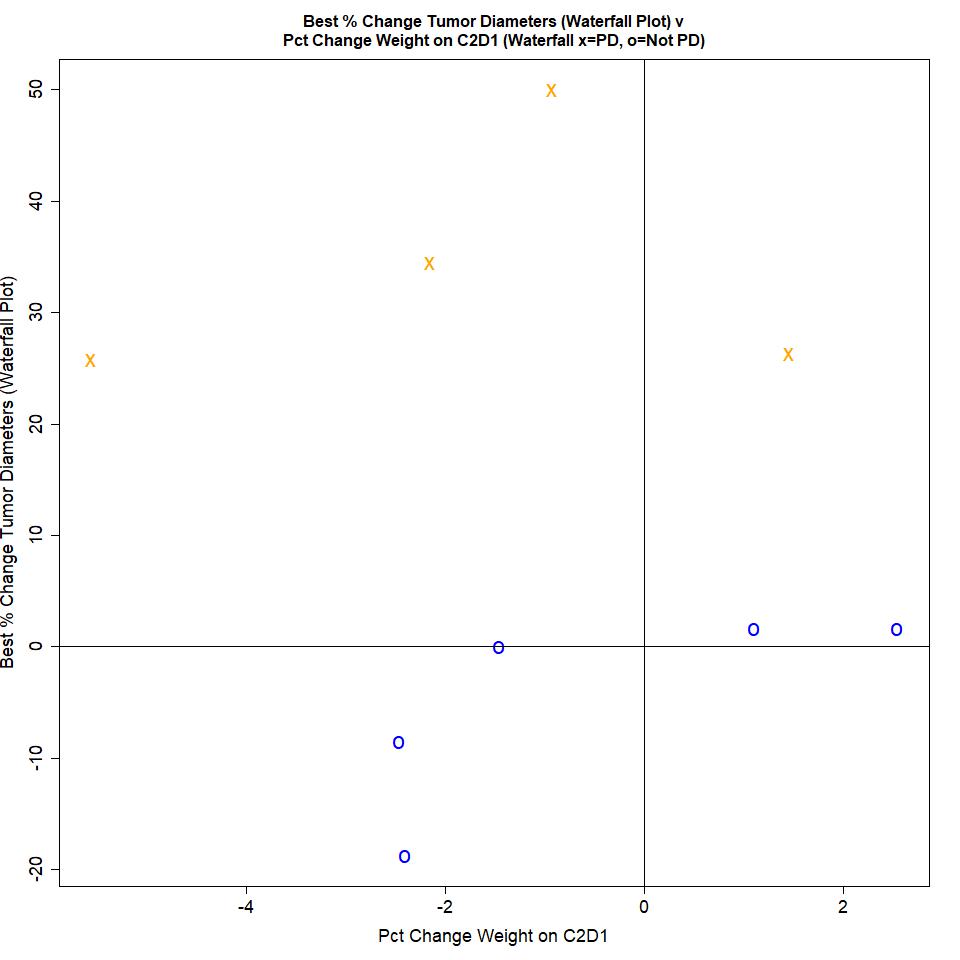 Best % Change Tumor Diameters (Waterfall Plot) v
Pct Change Weight on C2D1 (Waterfall x=PD, o=Not PD)
Best % Change Tumor Diameters (Waterfall Plot)
50
40
30
20
10
0
-10
-20
X
X
X
X
O
O
O
O
O
-4
-2
0
2
Pct Change Weight on C2D1